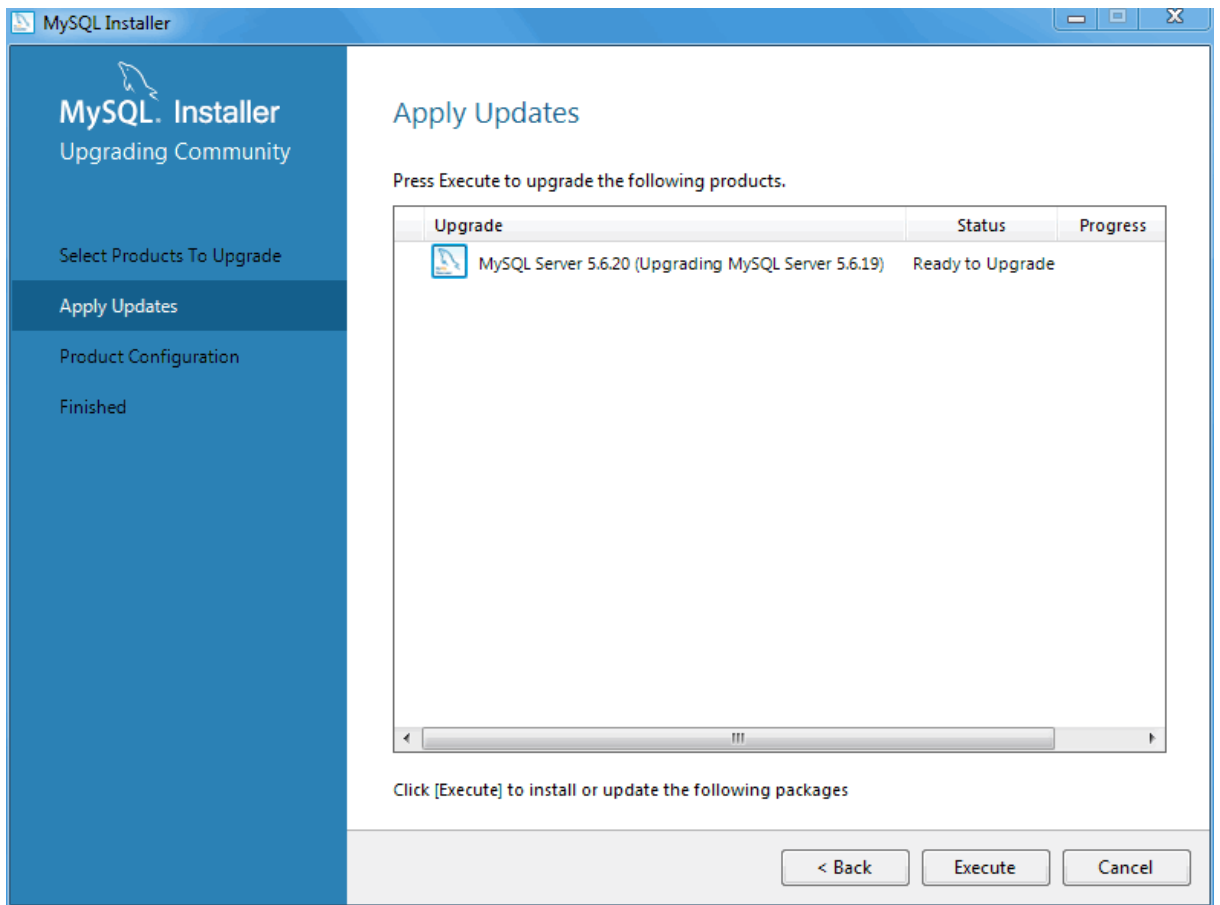 MySQL Installer
MySQL. Installer
Upgrading Community
Select Products To Upgrade
Apply Updates
Product Configuration
Finished
Apply Updates
Press Execute to upgrade the following products.
Upgrade Status Progress
MySQL Server 5.6.20 (Upgrading MySQL Server 5.6.19) Ready to Upgrade
Click [Execute] to install or update the following packages
< Back Execute Cancel